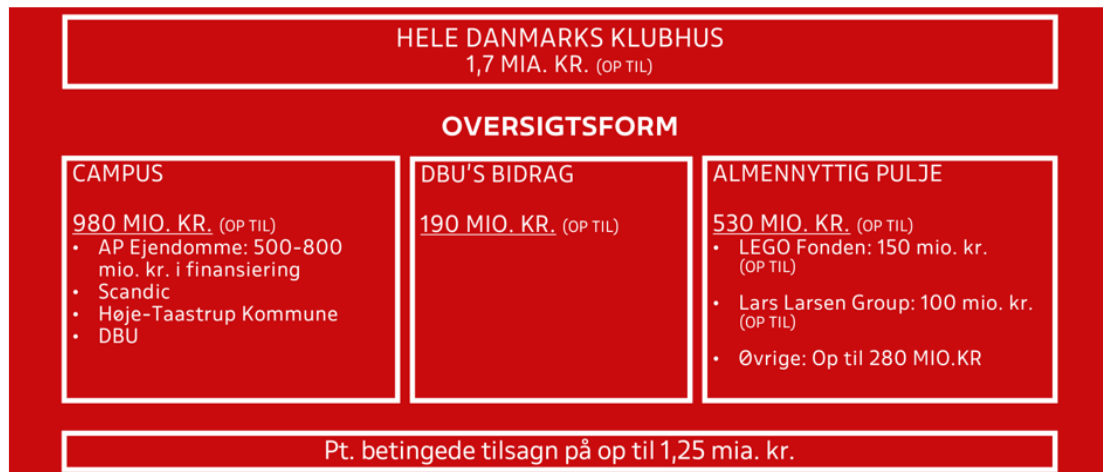 HELE DANMARKS KLUBHUS
1,7 MIA. KR. (OP TIL)
OVERSIGTSFORM
CAMPUS
980 MIO. KR. (OP TIL)
• AP Ejendomme: 500-800
mio. kr. i finansiering
• Scandic
• Høje-Taastrup Kommune
• DBU
DBU'S BIDRAG
190 MIO. KR. (OP TIL)
ALMENNYTTIG PULJE
530 MIO. KR. (OP TIL)
• LEGO Fonden: 150 mio. kr.
(OP TIL)
• Lars Larsen Group: 100 mio. kr.
(OP TIL)
• Øvrige: Op til 280 MIO.KR
Pt. betingede tilsagn på op til 1,25 mia. kr.